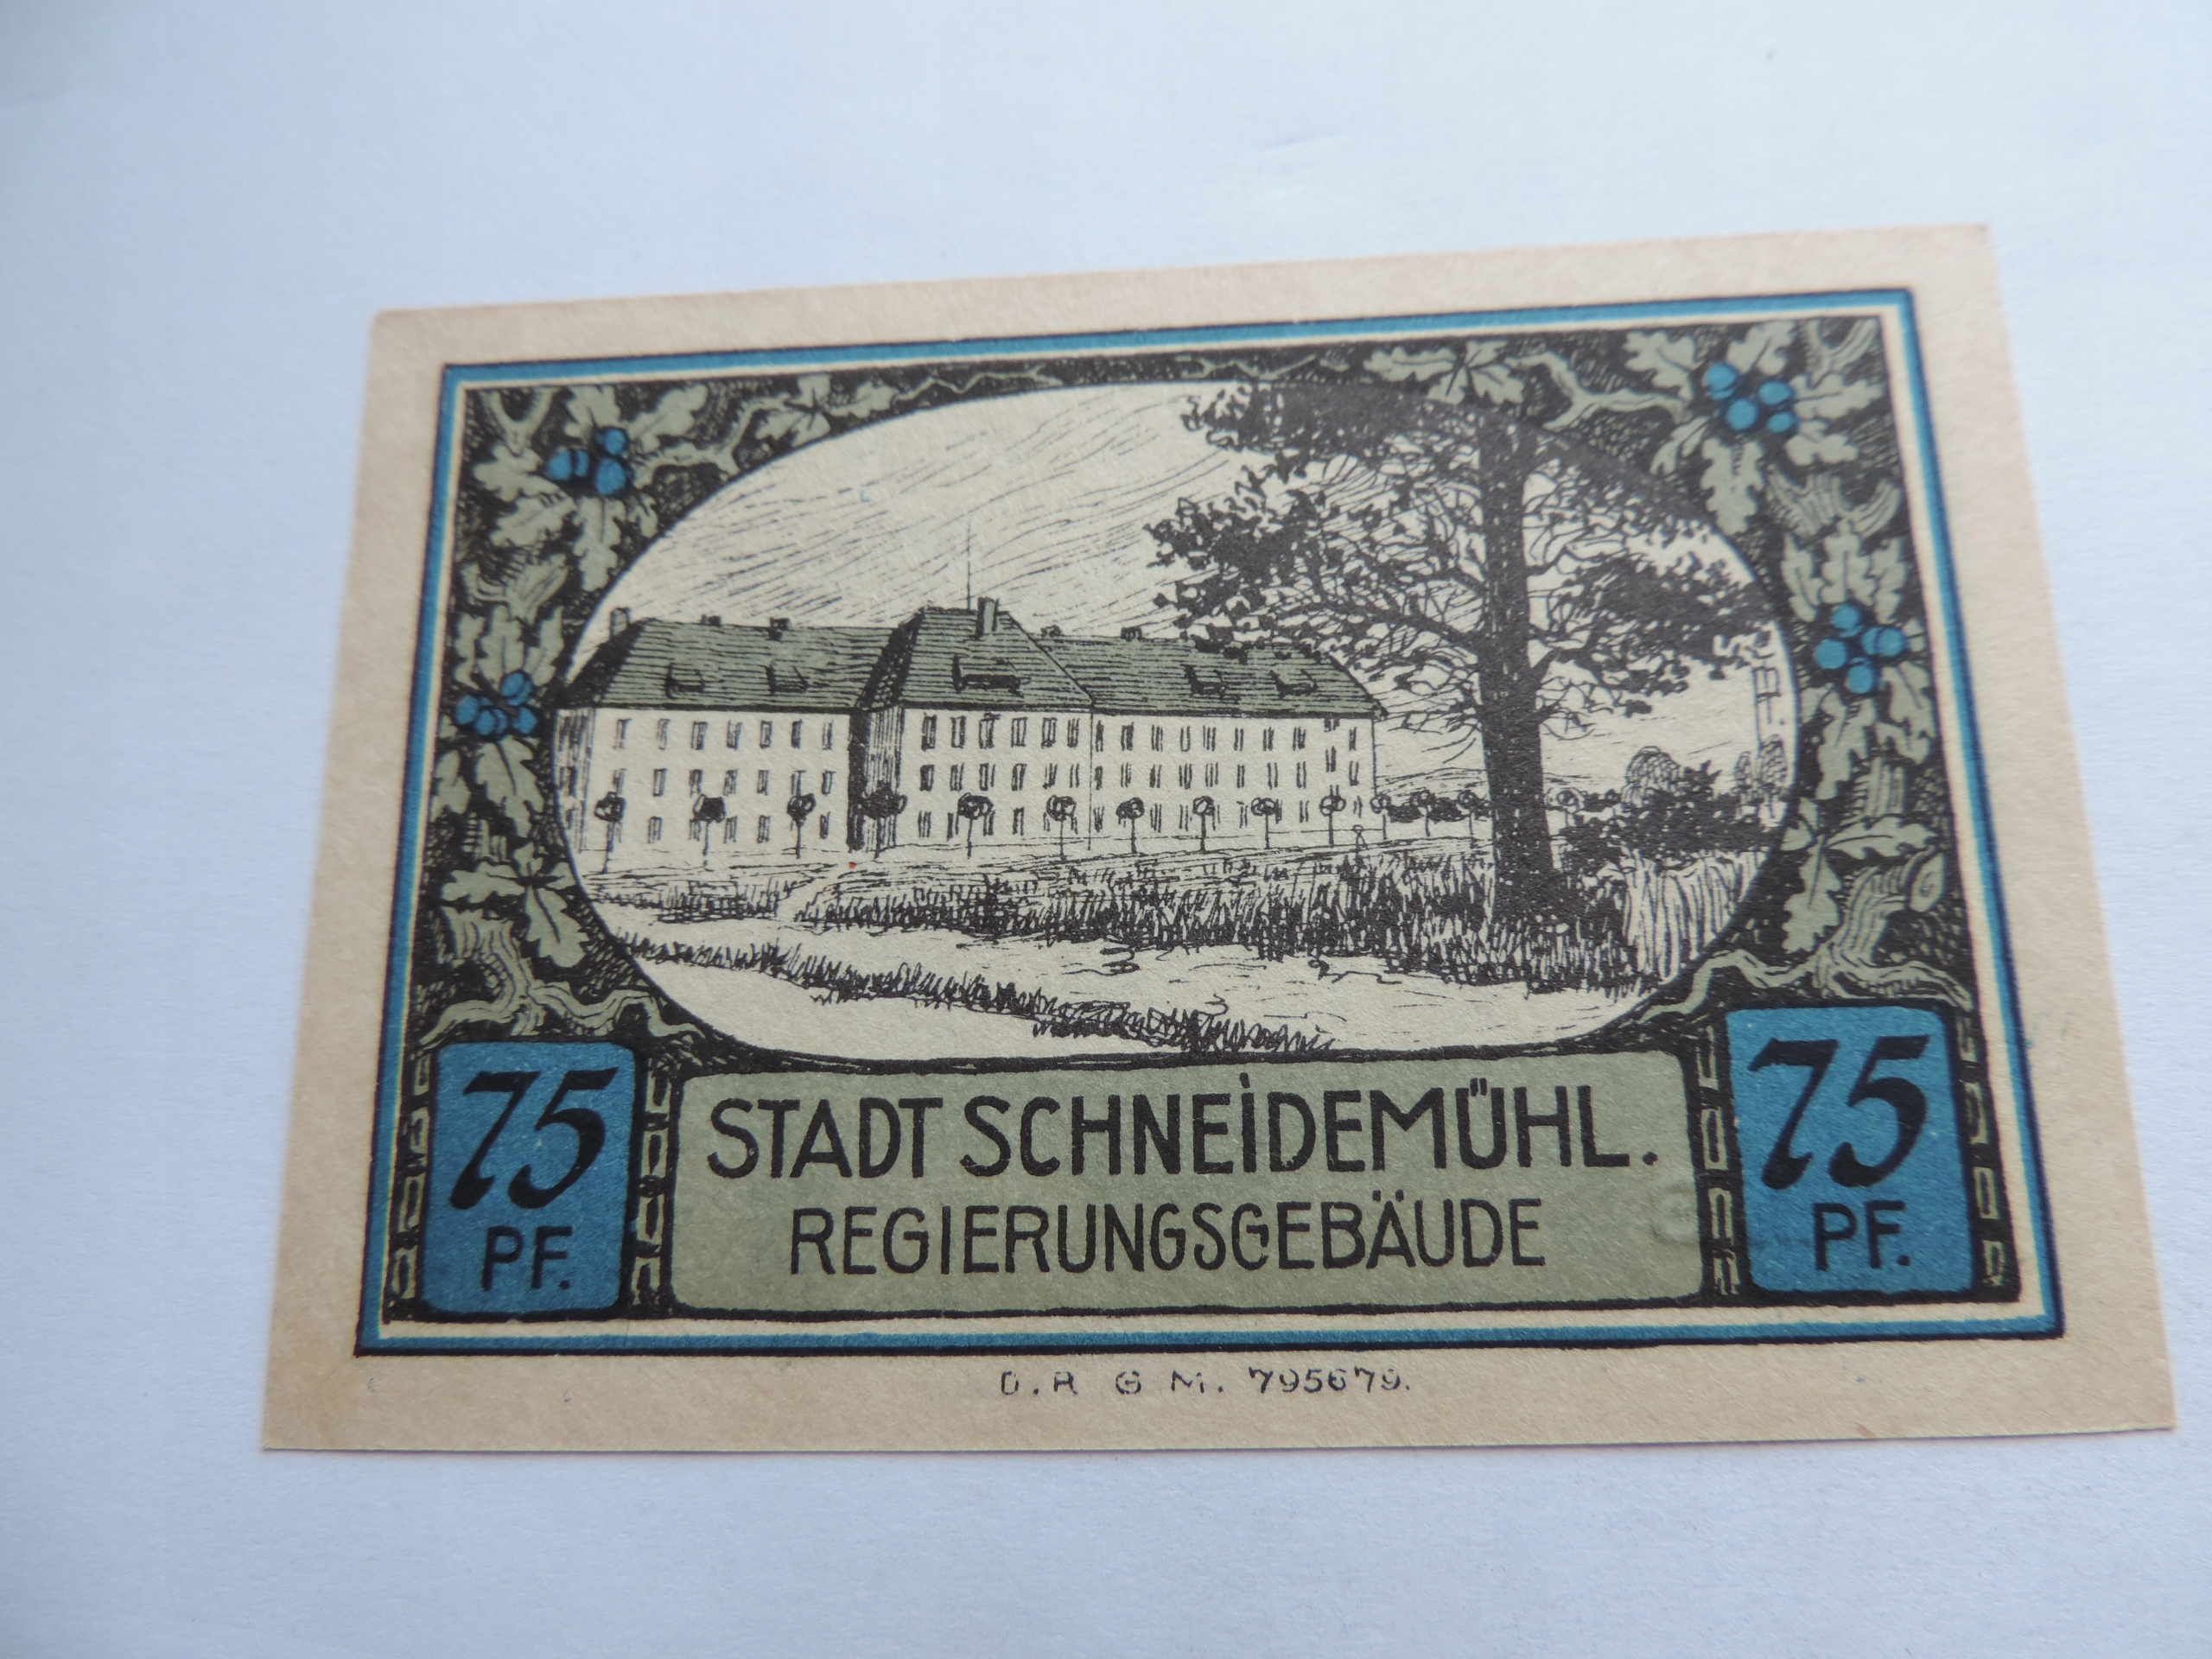 STADT SCHNEIDEMÜHL.
REGIERUNGSGEBÄUDE
75 PF.
75 PF.
D.R G M. 795679.